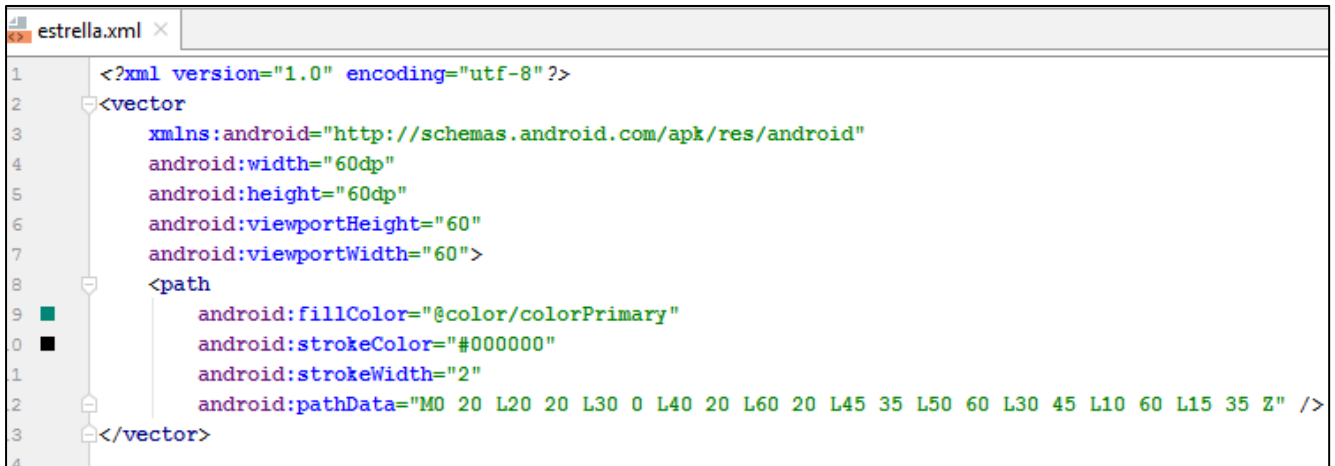 estrella.xml
1 <?xml version="1.0" encoding="utf-8"?>
2 <vector
3 xmlns:android="http://schemas.android.com/apk/res/android"
4 android:width="60dp"
5 android:height="60dp"
6 android:viewportHeight="60"
7 android:viewportWidth="60">
8 <path
9 android:fillColor="@color/colorPrimary"
.0 android:strokeColor="#000000"
.1 android:strokeWidth="2"
.2 android:pathData="M0 20 L20 20 L30 0 L40 20 L60 20 L45 35 L50 60 L30 45 L10 60 L15 35 Z" />
.3 </vector>
.4